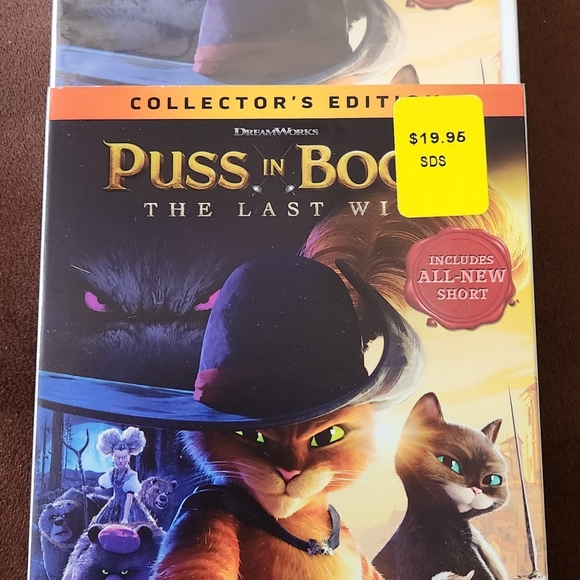 COLLECTOR'S EDITI
DREAMWORKS
$19.95
SDS
PUSS IN BOO
THE LAST WI
INCLUDES
ALL-NEW
SHORT